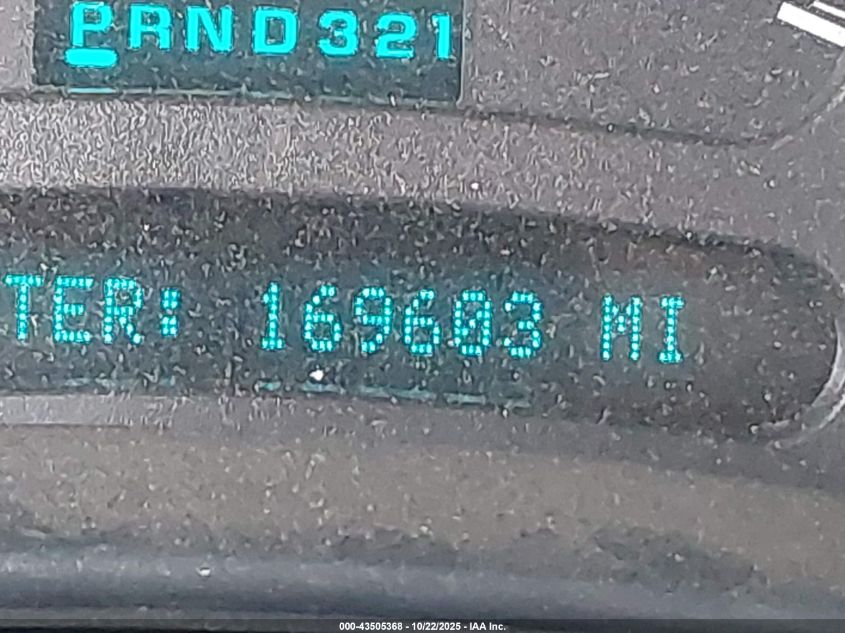 PRND321
TER: 169603 MI
000-43505368 - 10/22/2025 - IAA Inc.